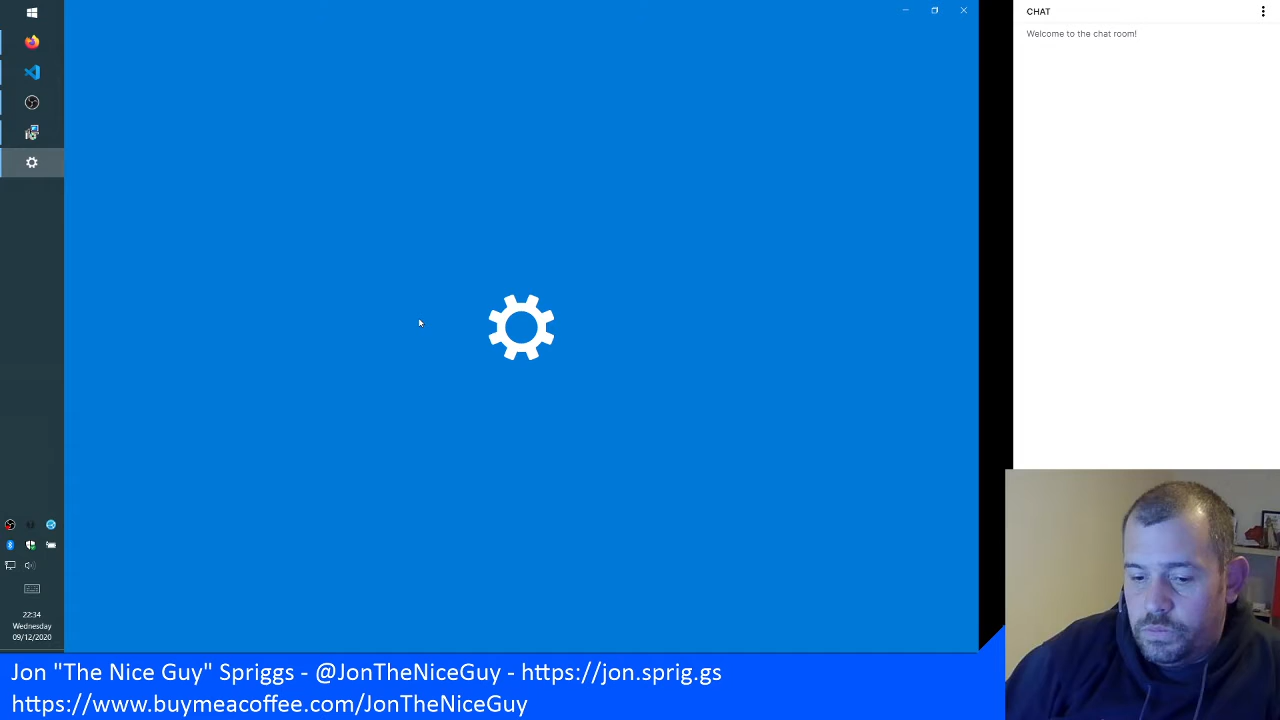 CHAT
Welcome to the chat room!
22:34
Wednesday
09/12/2020
Jon "The Nice Guy" Spriggs - @JonTheNiceGuy - https://jon.sprig.gs
https://www.buymeacoffee.com/JonTheNiceGuy